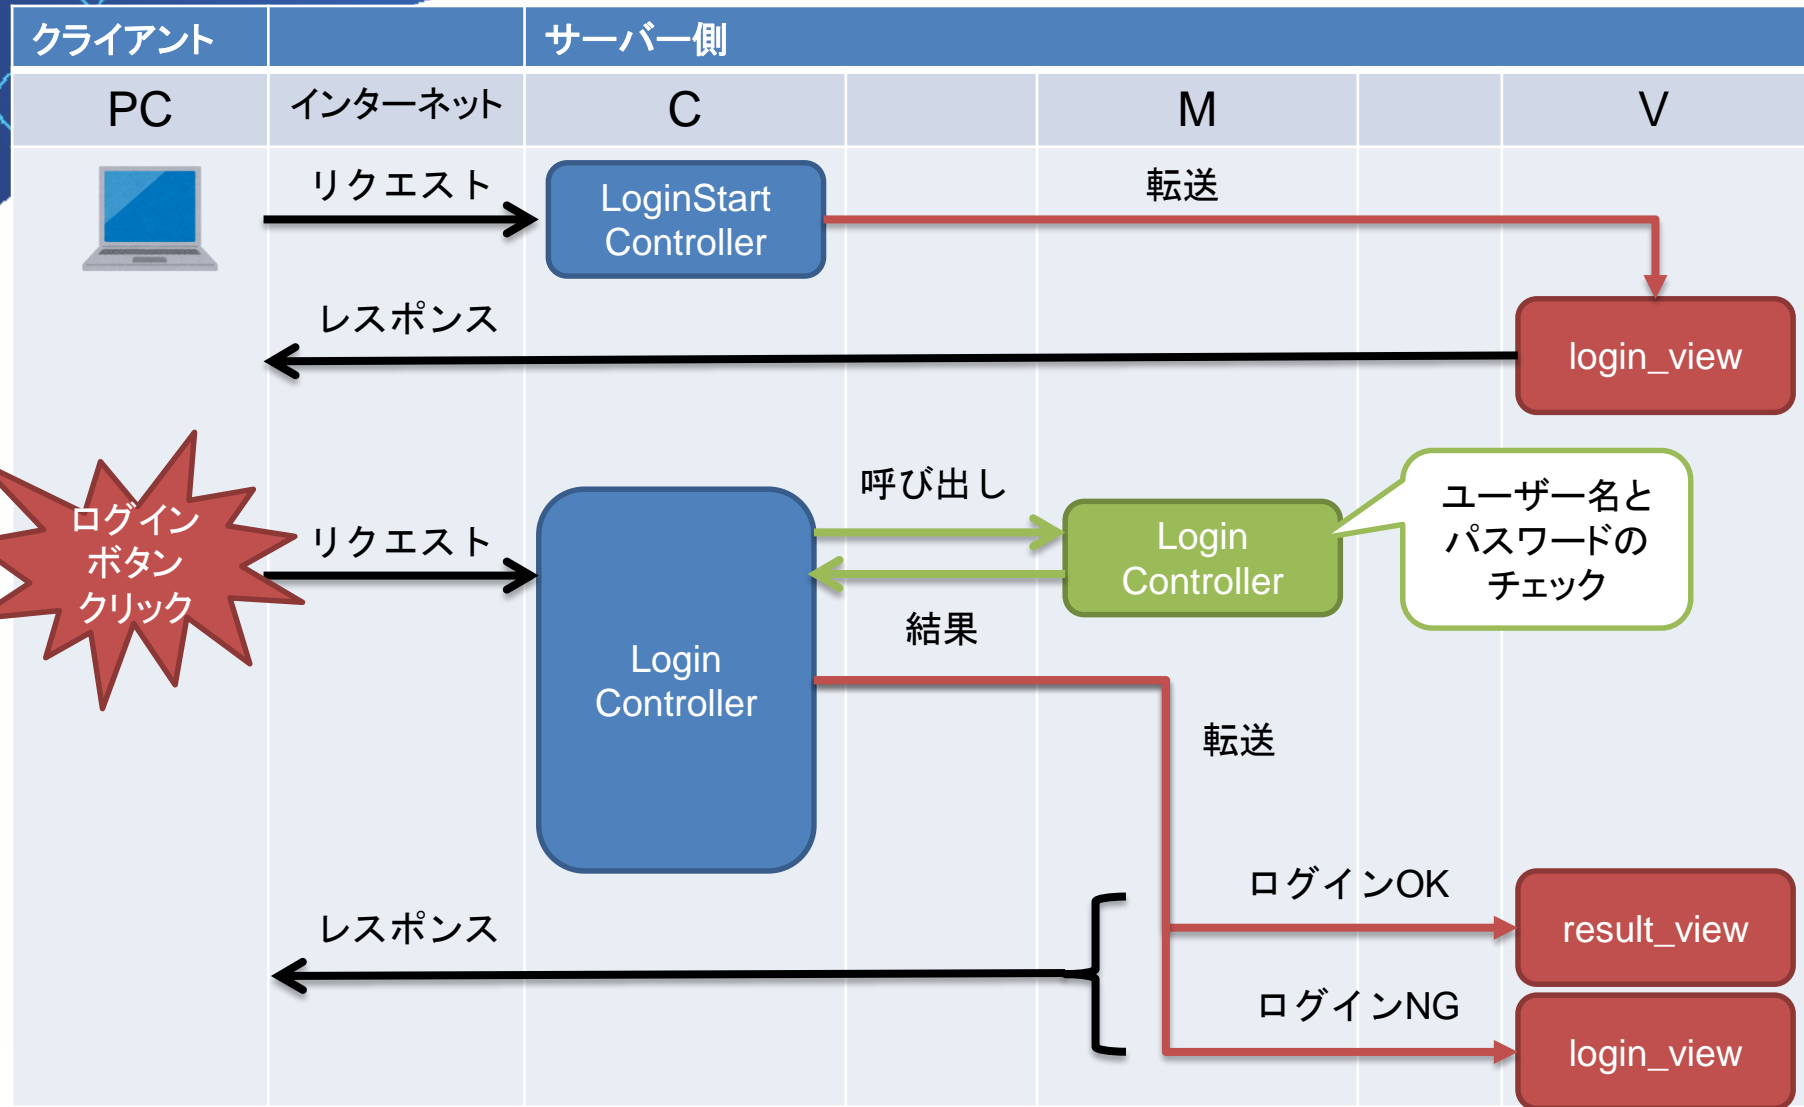 クライアント
サーバー側
PC
インターネット
C
M
V
リクエスト
LoginStart
Controller
転送
レスポンス
login_view
ログイン
ボタン
クリック
リクエスト
Login
Controller
呼び出し
結果
Login
Controller
ユーザー名と
パスワードの
チェック
転送
ログインOK
result_view
レスポンス
ログインNG
login_view